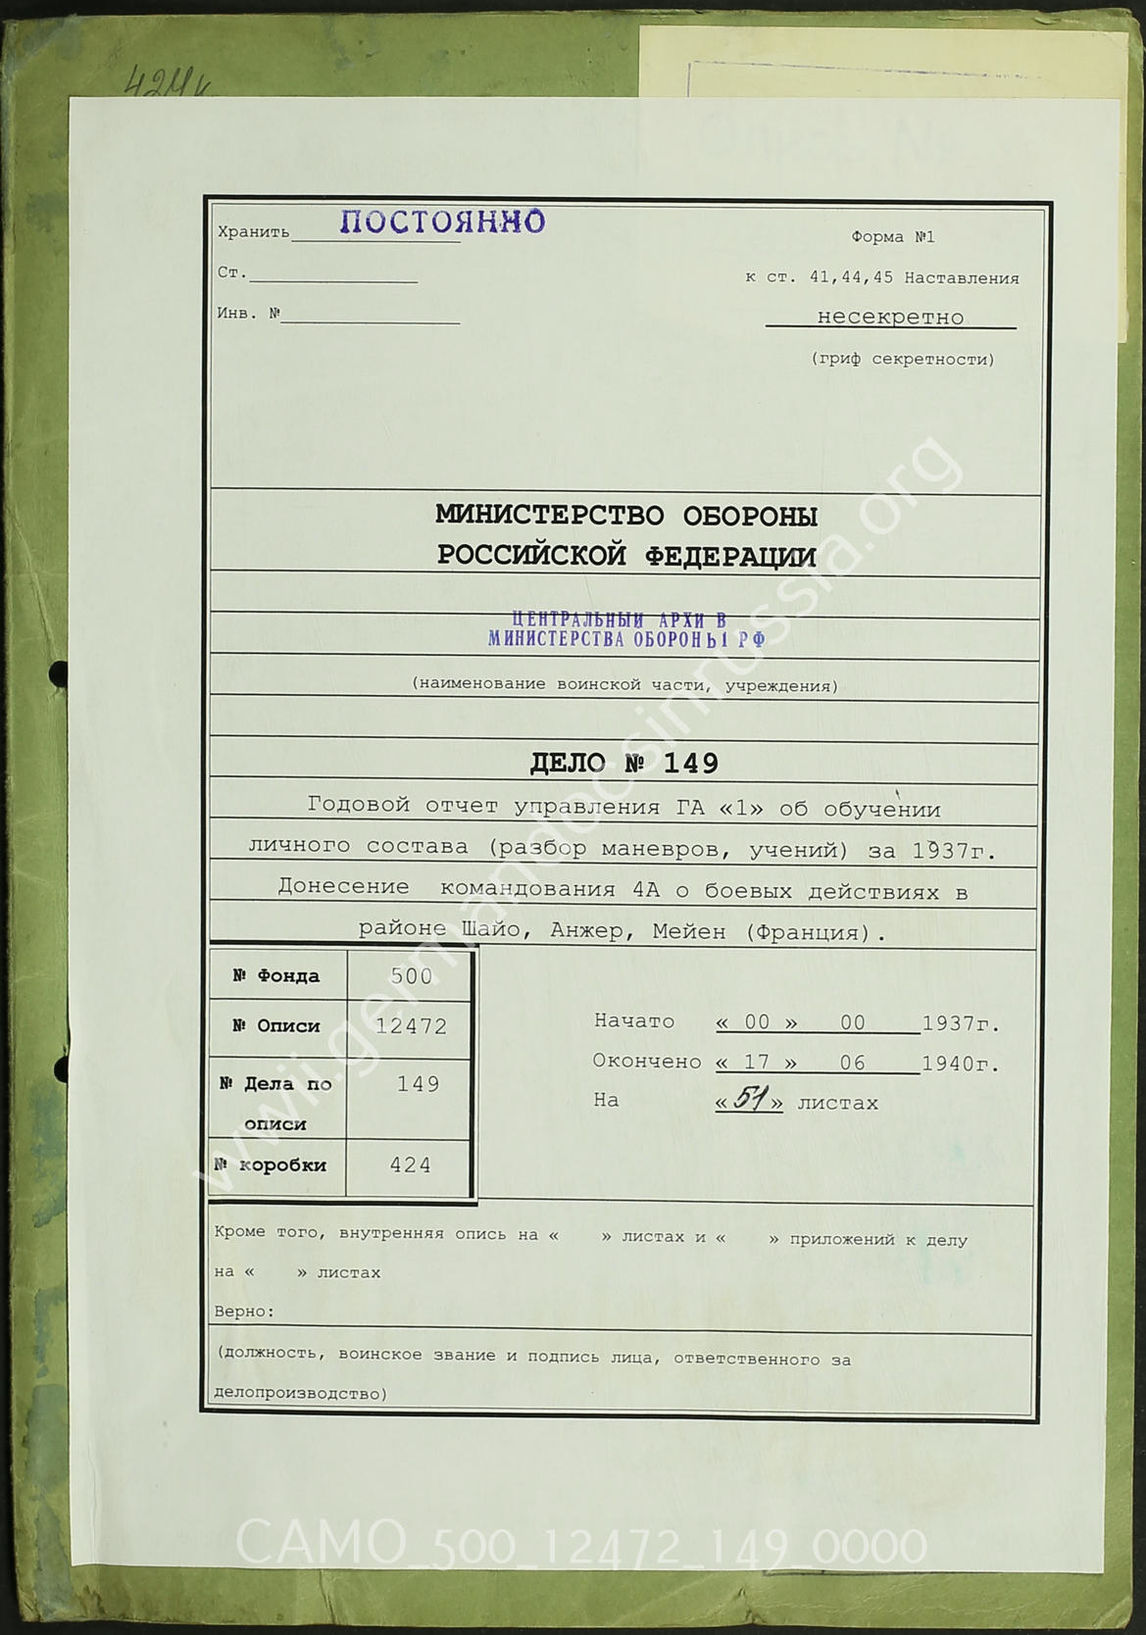 424к
Хранить ПОСТОЯННО
Форма №1
Ст.
к ст. 41,44,45 Наставления
Инв. №
несекретно
(гриф секретности)
МИНИСТЕРСТВО ОБОРОНЫ
РОССИЙСКОЙ ФЕДЕРАЦИИ
ЦЕНТРАЛЬНЫЙ АРХИВ
МИНИСТЕРСТВА ОБОРОНЫ РФ
(наименование воинской части, учреждения)
ДЕЛО № 149
Годовой отчет управления ГА «1» об обучении
личного состава (разбор маневров, учений) за 1937г.
Донесение командования 4А о боевых действиях в
районе Шайо, Анжер, Мейен (Франция).
№ Фонда 500
№ Описи 12472
№ Дела по 149
описи
№ коробки 424
Начато « 00 » 00 1937г.
Окончено « 17 » 06 1940г.
На «51» листах
Кроме того, внутренняя опись на « » листах и « » приложений к делу
на « » листах
Верно:
(должность, воинское звание и подпись лица, ответственного за
делопроизводство)
www.germandocsinrussia.org
CAMO_500_12472_149_0000